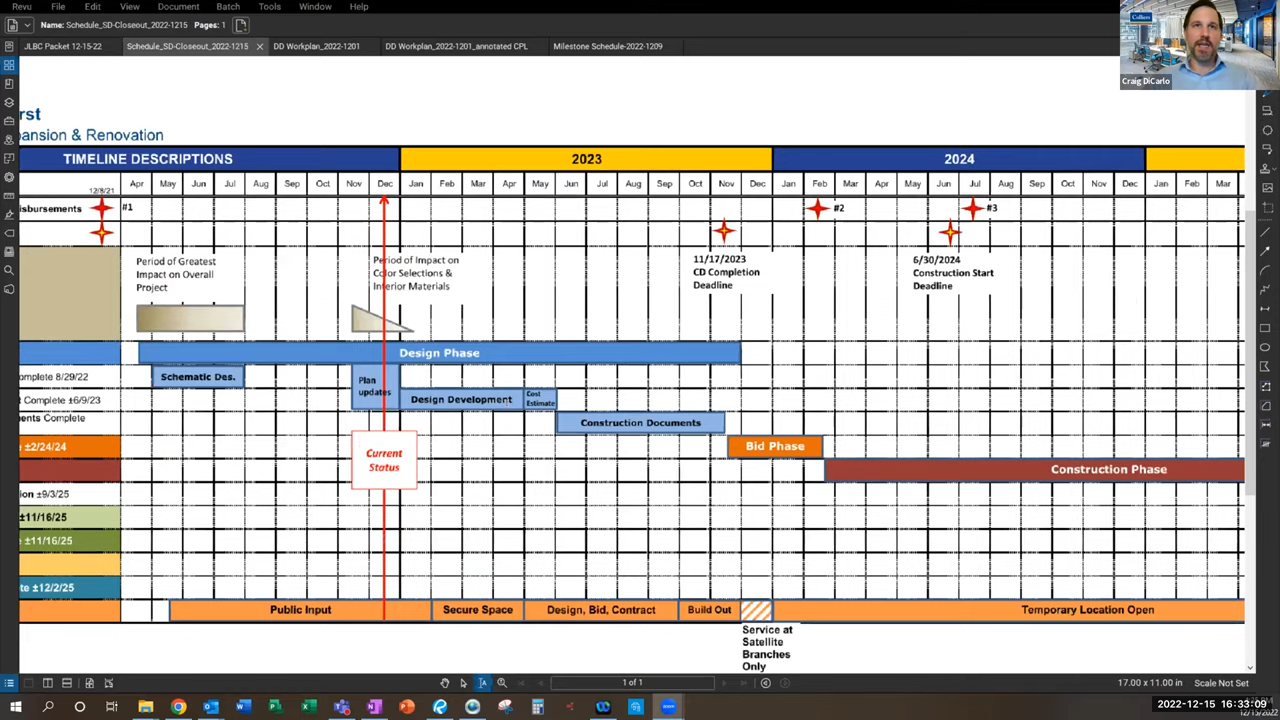 Revu File Edit View Document Batch Tools Window Help
Name: Schedule_SD-Closeout_2022-1215 Pages: 1
JLBC Packet 12-15-22 Schedule_SD-Closeout_2022-1215 DD Workplan_2022-1201 DD Workplan_2022-1201_annotated CPL Milestone Schedule-2022-1209
Colliers
Craig DiCarlo
rst
pansion & Renovation
TIMELINE DESCRIPTIONS 2023 2024
12/8/21 Apr May Jun Jul Aug Sep Oct Nov Dec Jan Feb Mar Apr May Jun Jul Aug Sep Oct Nov Dec Jan Feb Mar Apr May Jun Jul Aug Sep Oct Nov Dec Jan Feb Mar
isbursements #1 #2 #3
Period of Greatest
Impact on Overall
Project
Period of Impact on
Color Selections &
Interior Materials
11/17/2023
CD Completion
Deadline
6/30/2024
Construction Start
Deadline
Design Phase
omplete 8/29/22 Schematic Des.
Plan
updates
t Complete ±6/9/23 Design Development
Cost
Estimate
ments Complete Construction Documents
e ±2/24/24 Bid Phase
Current
Status
Construction Phase
ion ±9/3/25
±11/16/25
±11/16/25
te ±12/2/25
Public Input Secure Space Design, Bid, Contract Build Out Temporary Location Open
Service at
Satellite
Branches
Only
1 of 1 17.00 x 11.00 in Scale Not Set
2022-12-15 16:33:09
12/15/2022